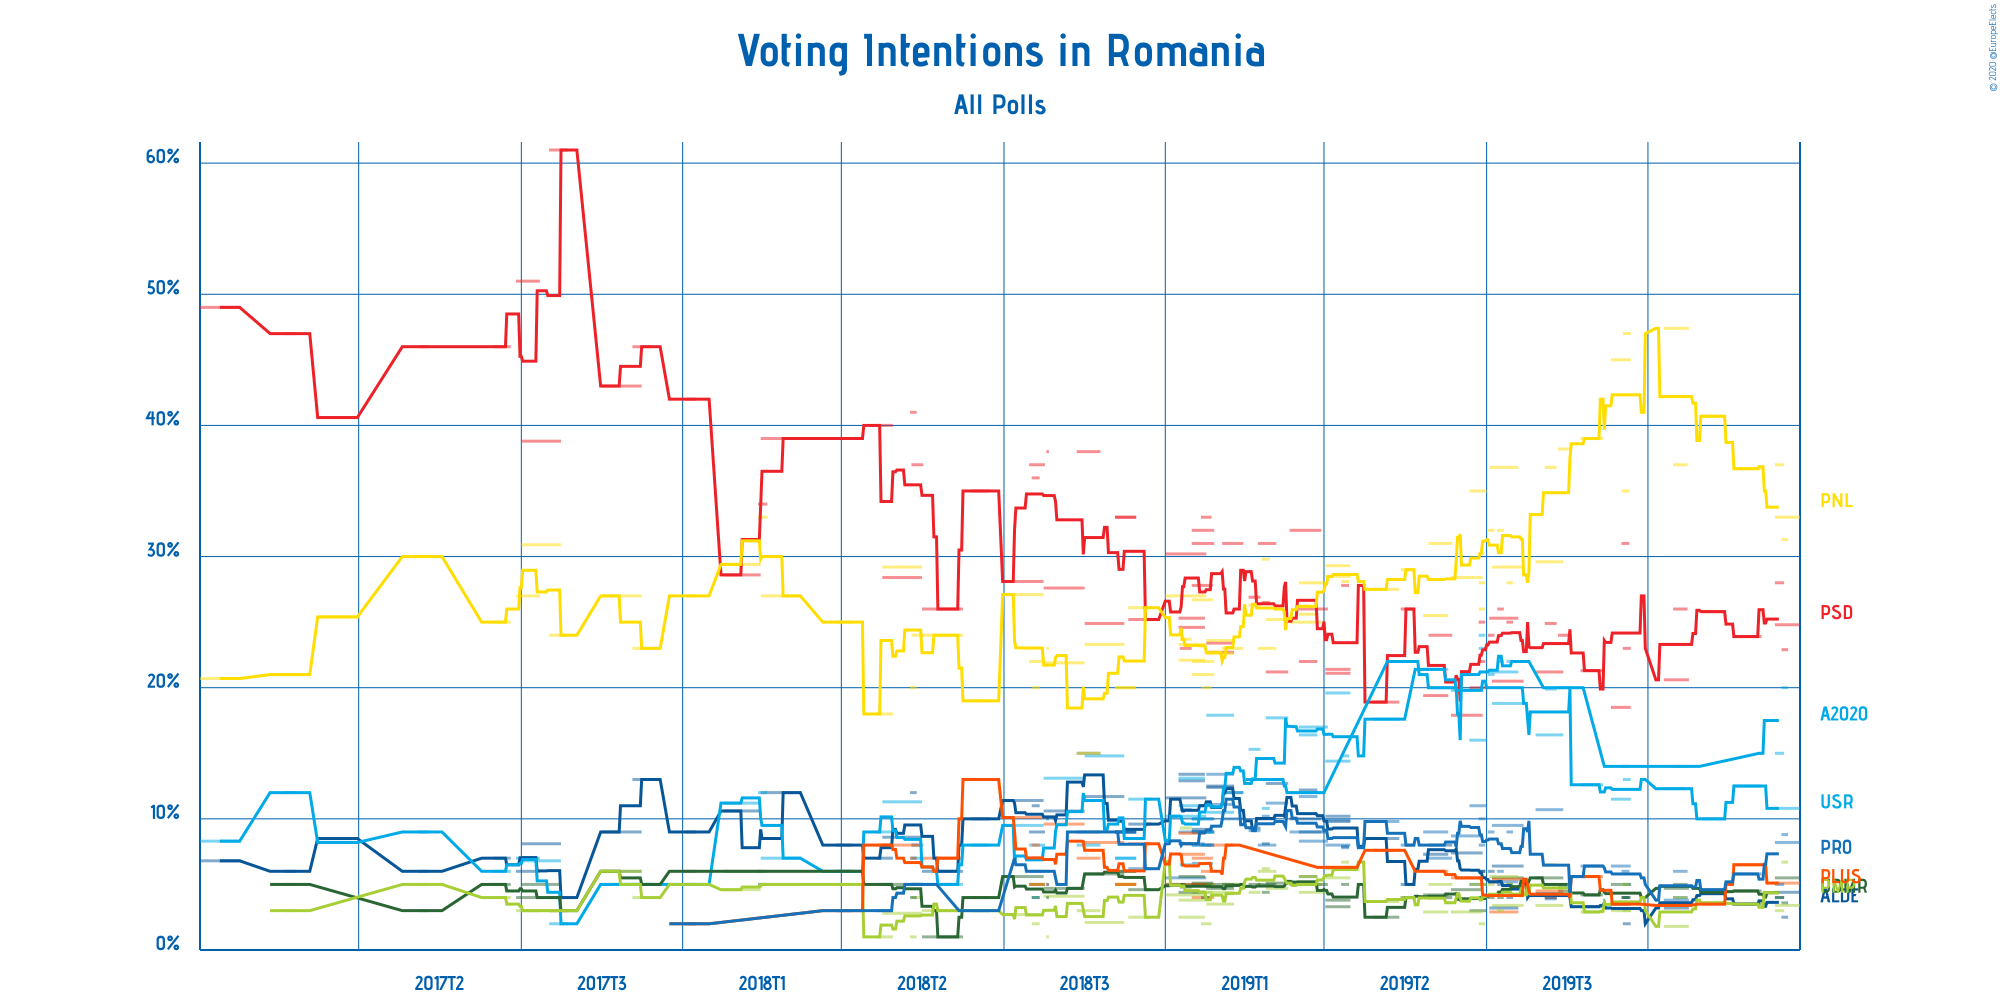 © 2020 @EuropeElects
Voting Intentions in Romania
All Polls
60%
50%
40%
30%
20%
10%
0%
PNL
PSD
A2020
USR
PRO
PLUS
ALDE
2017T2
2017T3
2018T1
2018T2
2018T3
2019T1
2019T2
2019T3